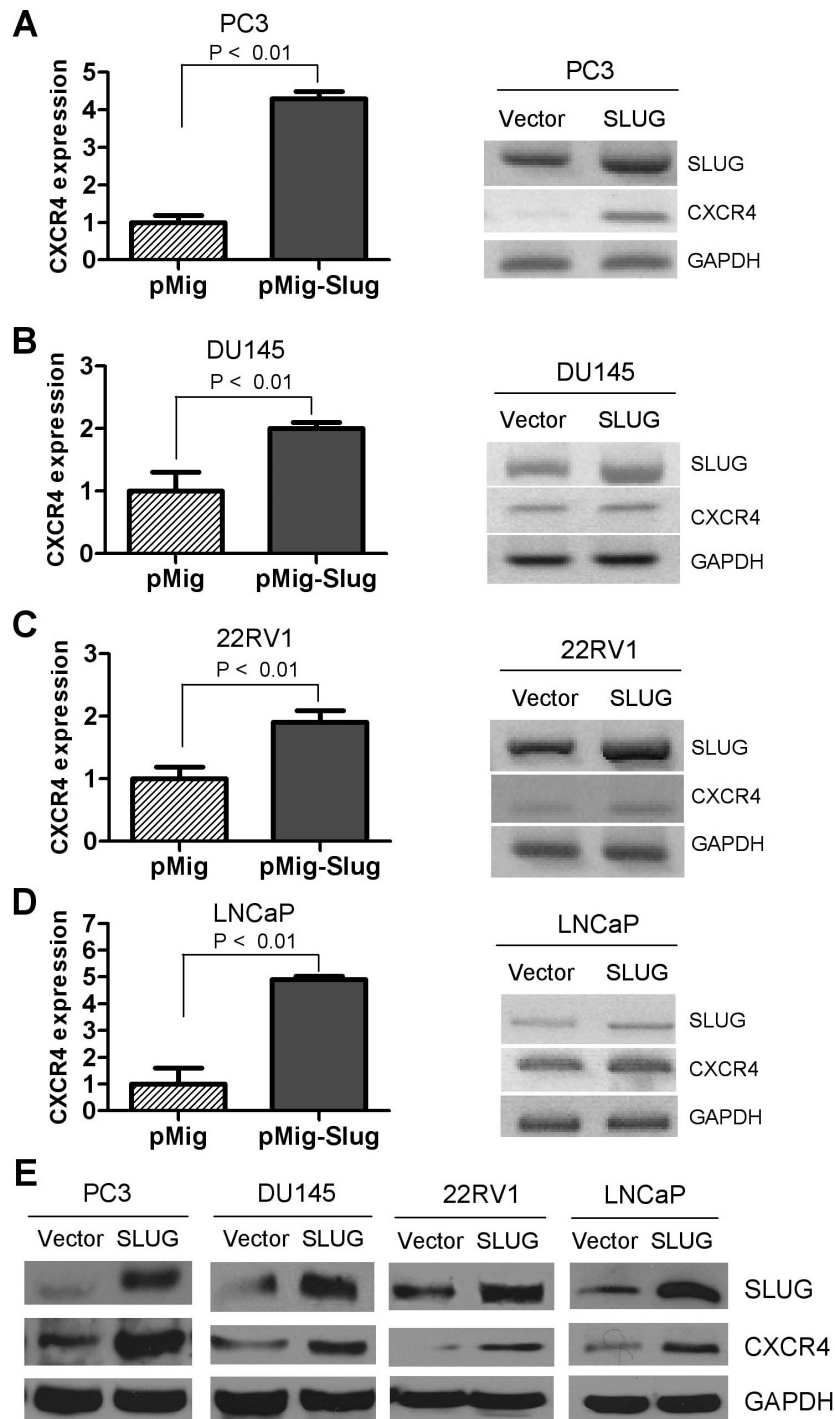 A
PC3
P < 0.01
CXCR4 expression
5
4
3
2
1
0
pMig pMig-Slug
PC3
Vector SLUG
SLUG
CXCR4
GAPDH
B
DU145
P < 0.01
CXCR4 expression
3
2
1
0
pMig pMig-Slug
DU145
Vector SLUG
SLUG
CXCR4
GAPDH
C
22RV1
P < 0.01
CXCR4 expression
3
2
1
0
pMig pMig-Slug
22RV1
Vector SLUG
SLUG
CXCR4
GAPDH
D
LNCaP
P < 0.01
CXCR4 expression
7
6
5
4
3
2
1
0
pMig pMig-Slug
LNCaP
Vector SLUG
SLUG
CXCR4
GAPDH
E
PC3 DU145 22RV1 LNCaP
Vector SLUG Vector SLUG Vector SLUG Vector SLUG
SLUG
CXCR4
GAPDH